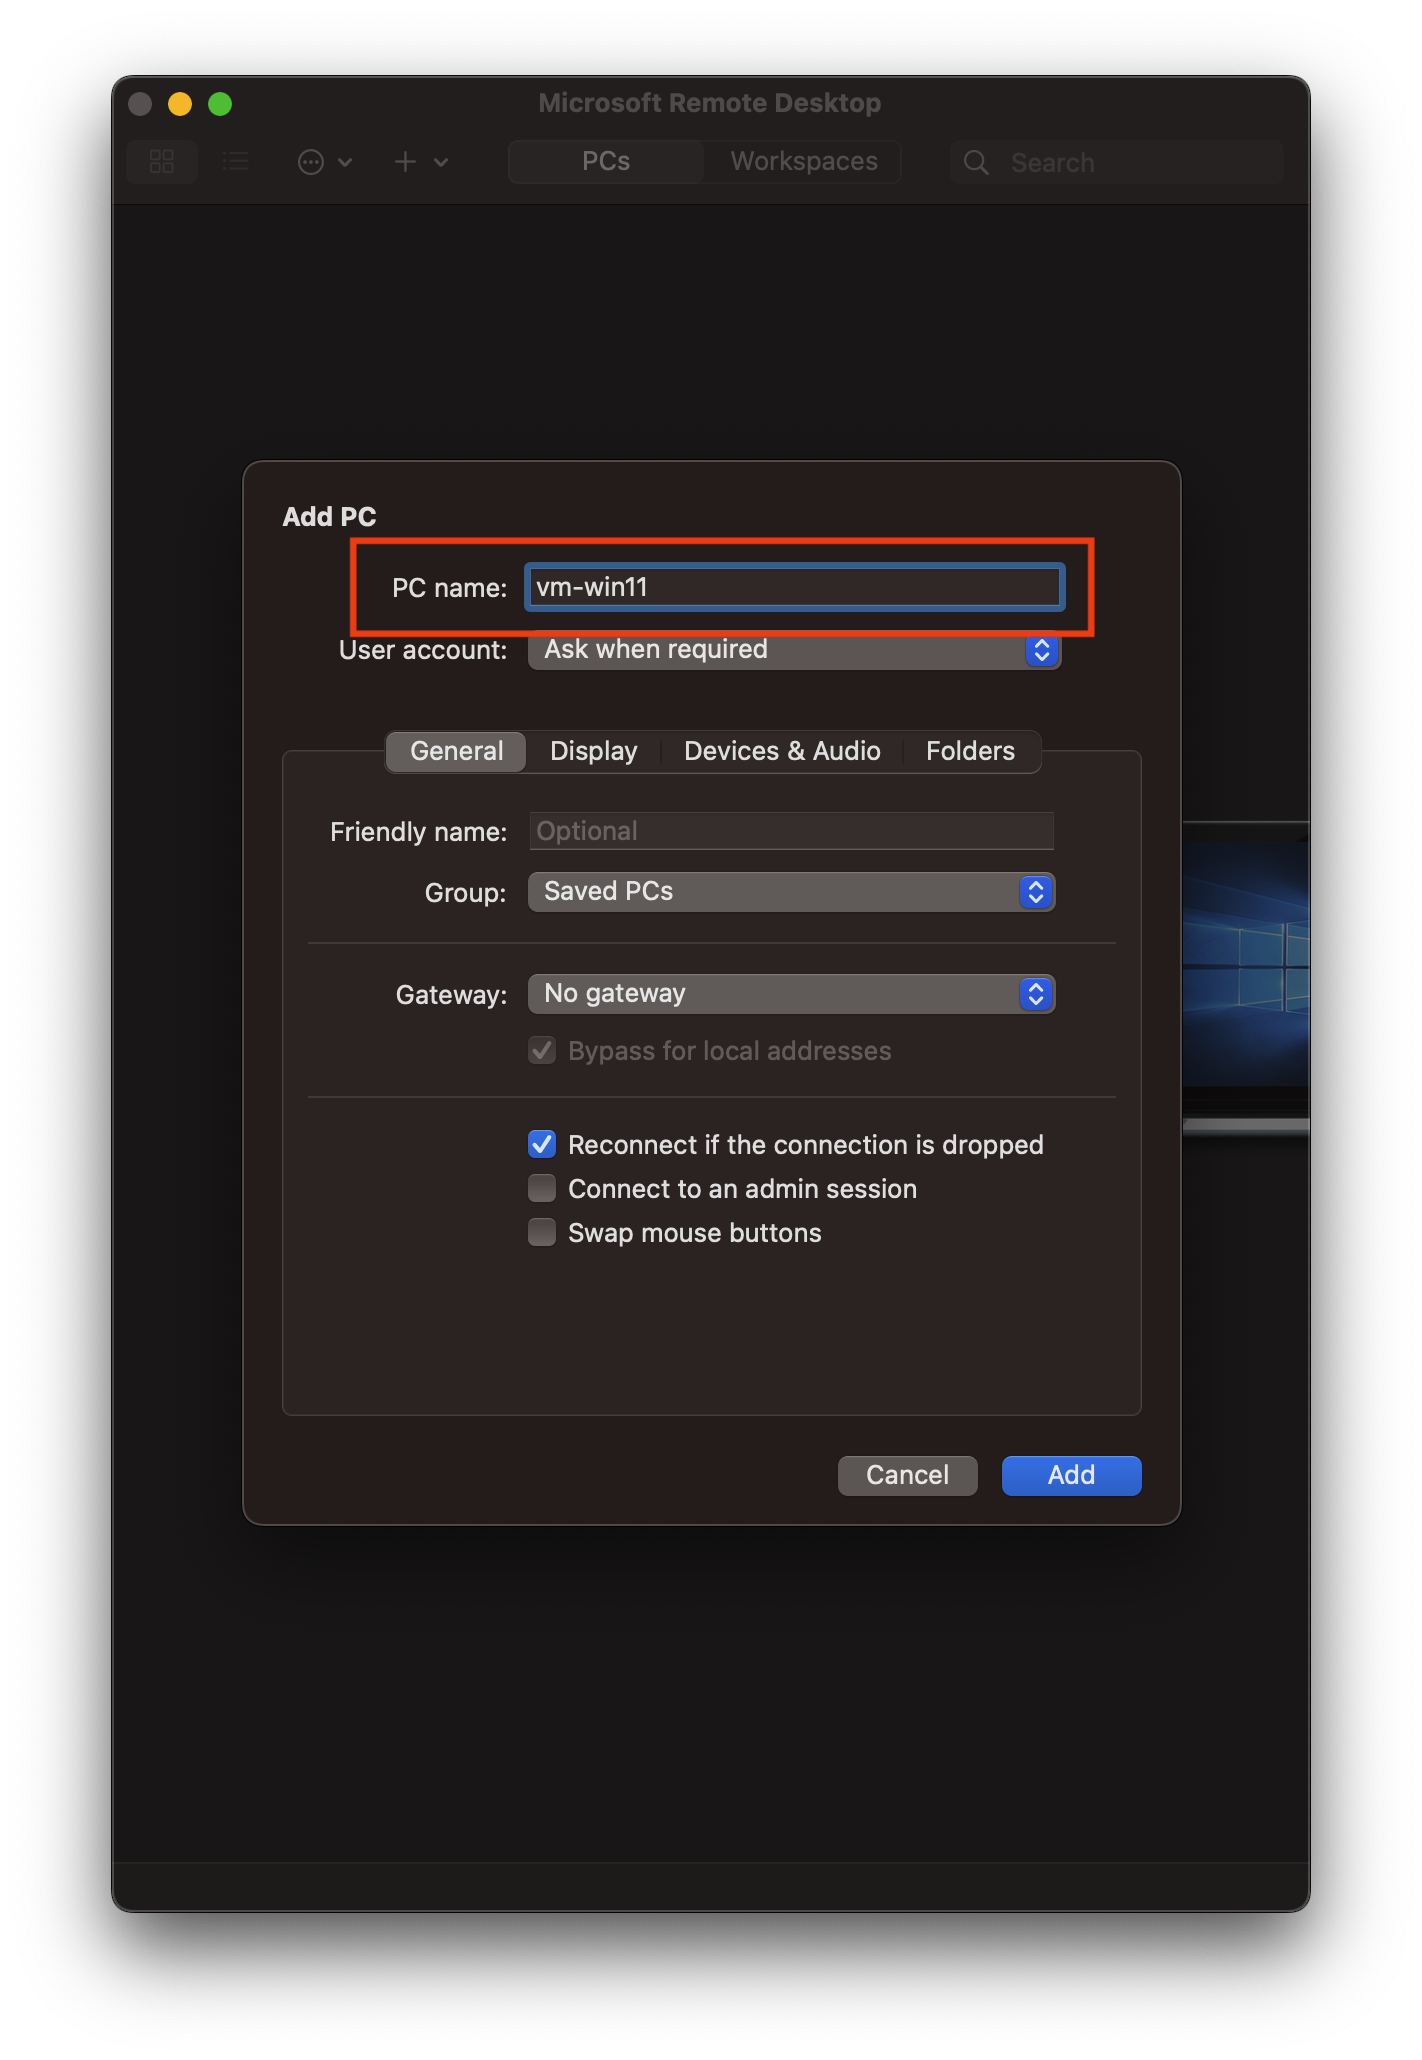 Microsoft Remote Desktop
PCs Workspaces Search
Add PC
PC name: vm-win11
User account: Ask when required
General Display Devices & Audio Folders
Friendly name: Optional
Group: Saved PCs
Gateway: No gateway
Bypass for local addresses
Reconnect if the connection is dropped
Connect to an admin session
Swap mouse buttons
Cancel Add